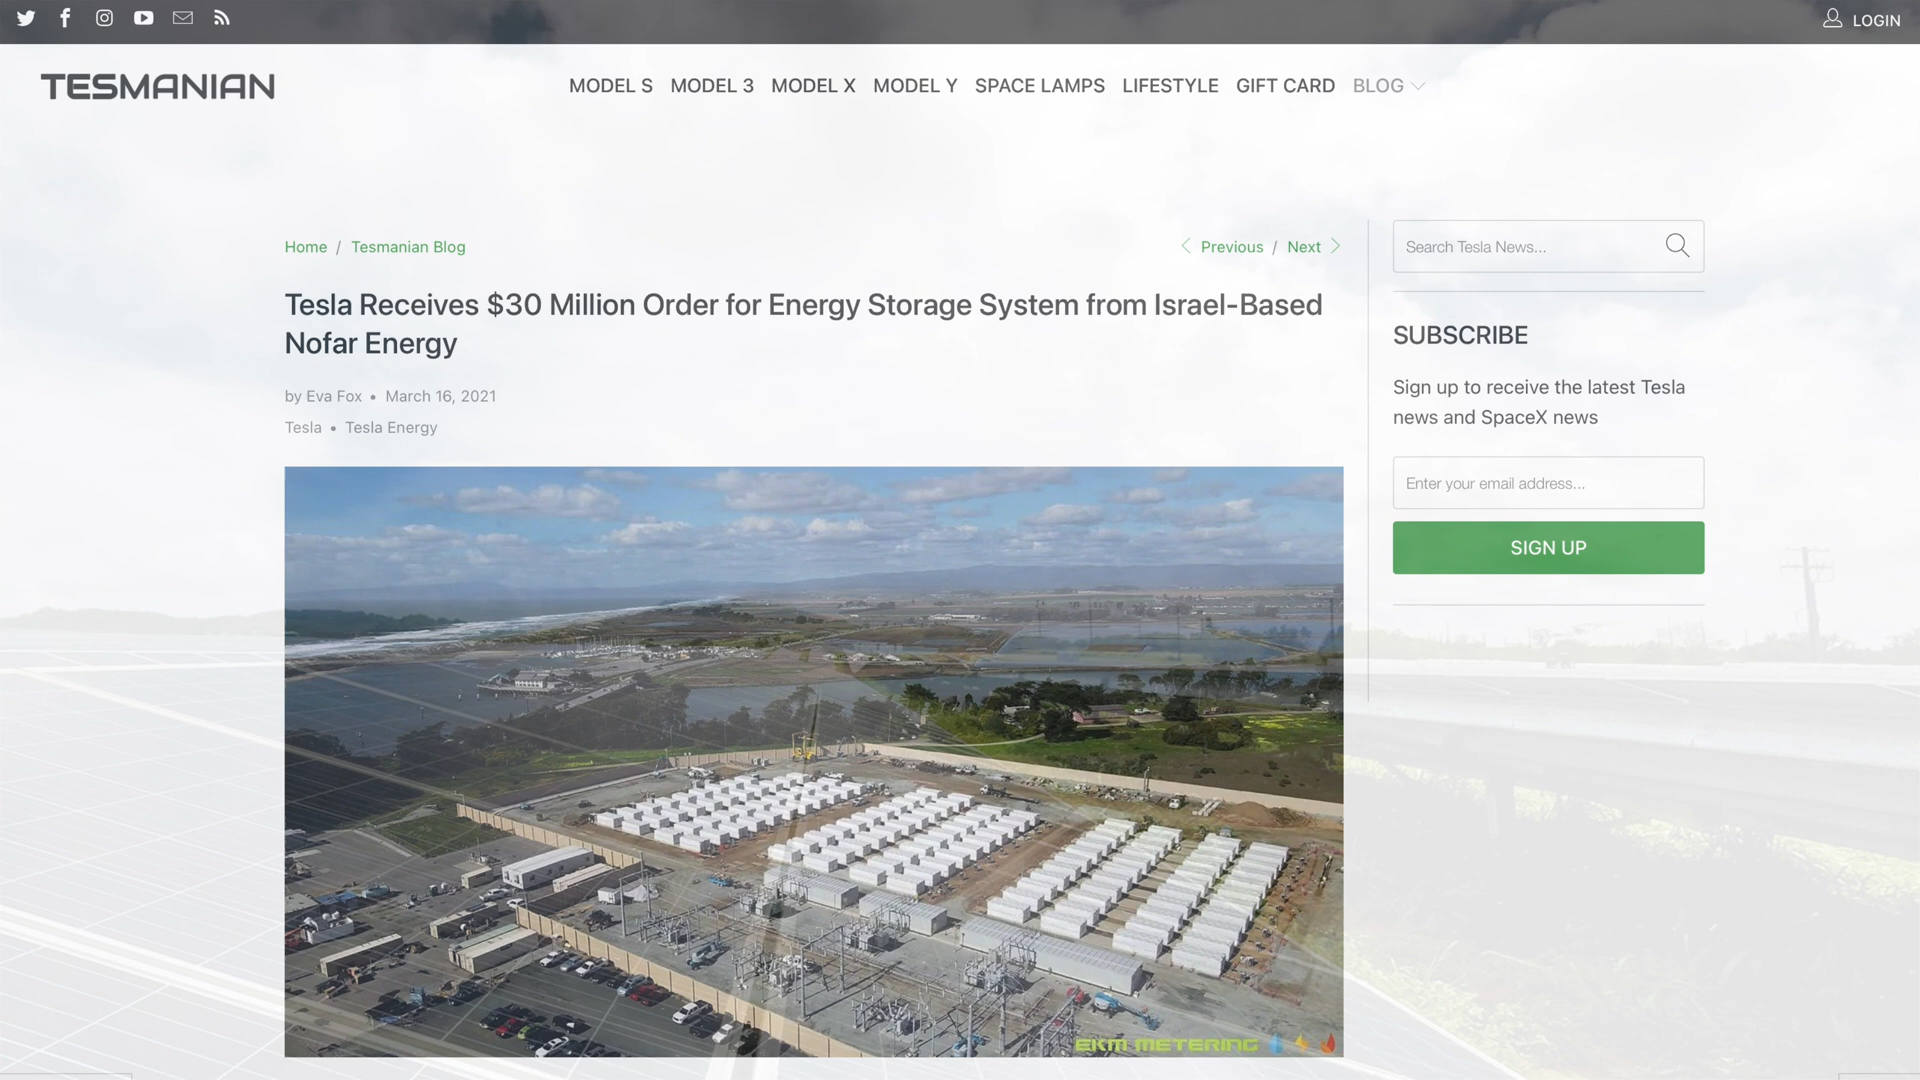 LOGIN
TESMANIAN
MODEL S MODEL 3 MODEL X MODEL Y SPACE LAMPS LIFESTYLE GIFT CARD BLOG
Home / Tesmanian Blog
Previous / Next
Tesla Receives $30 Million Order for Energy Storage System from Israel-Based
Nofar Energy
by Eva Fox • March 16, 2021
Tesla • Tesla Energy
Search Tesla News...
SUBSCRIBE
Sign up to receive the latest Tesla
news and SpaceX news
Enter your email address...
SIGN UP
EKM METERING